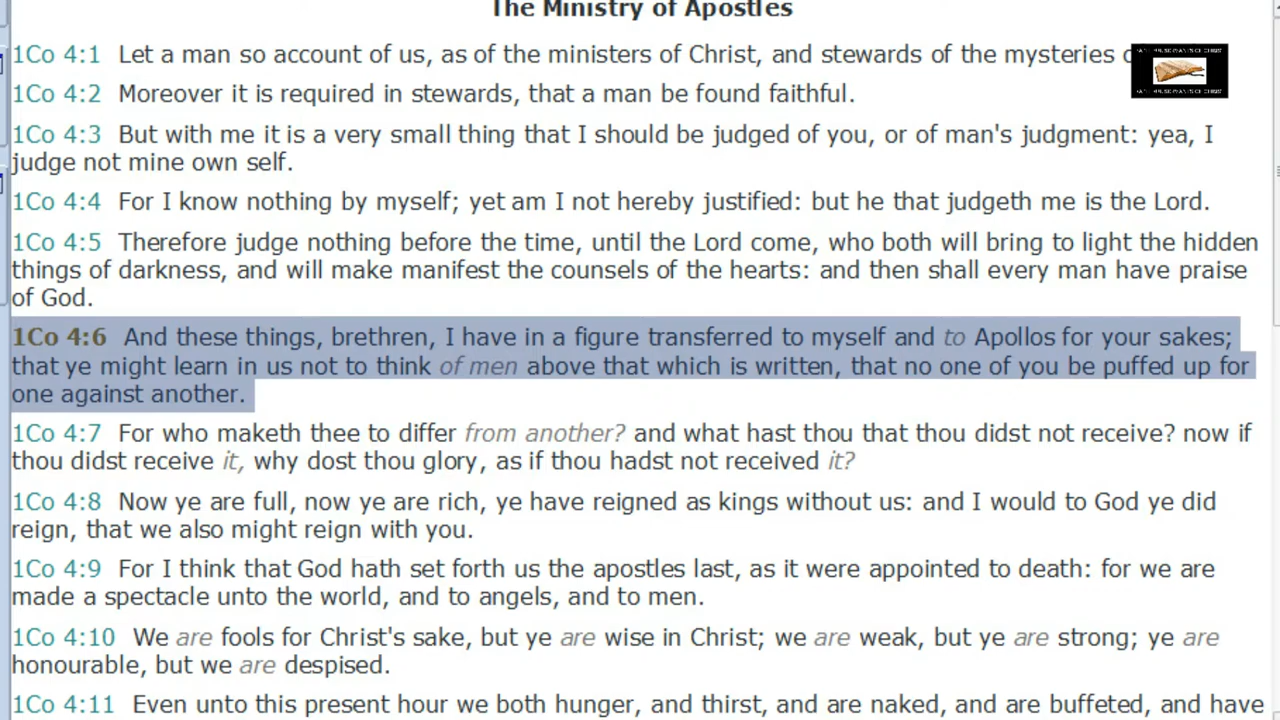 The Ministry of Apostles
1Co 4:1 Let a man so account of us, as of the ministers of Christ, and stewards of the mysteries
1Co 4:2 Moreover it is required in stewards, that a man be found faithful.
1Co 4:3 But with me it is a very small thing that I should be judged of you, or of man's judgment: yea, I
judge not mine own self.
1Co 4:4 For I know nothing by myself; yet am I not hereby justified: but he that judgeth me is the Lord.
1Co 4:5 Therefore judge nothing before the time, until the Lord come, who both will bring to light the hidden
things of darkness, and will make manifest the counsels of the hearts: and then shall every man have praise
of God.
1Co 4:6 And these things, brethren, I have in a figure transferred to myself and to Apollos for your sakes;
that ye might learn in us not to think of men above that which is written, that no one of you be puffed up for
one against another.
1Co 4:7 For who maketh thee to differ from another? and what hast thou that thou didst not receive? now if
thou didst receive it, why dost thou glory, as if thou hadst not received it?
1Co 4:8 Now ye are full, now ye are rich, ye have reigned as kings without us: and I would to God ye did
reign, that we also might reign with you.
1Co 4:9 For I think that God hath set forth us the apostles last, as it were appointed to death: for we are
made a spectacle unto the world, and to angels, and to men.
1Co 4:10 We are fools for Christ's sake, but ye are wise in Christ; we are weak, but ye are strong; ye are
honourable, but we are despised.
1Co 4:11 Even unto this present hour we both hunger, and thirst, and are naked, and are buffeted, and have